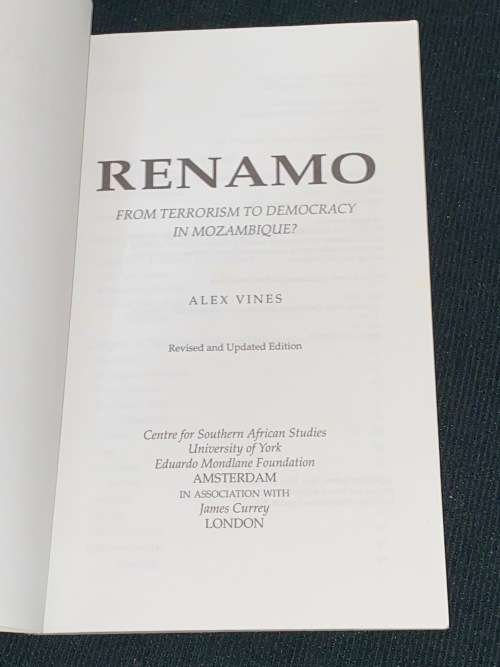 RENAMO
FROM TERRORISM TO DEMOCRACY
IN MOZAMBIQUE?
ALEX VINES
Revised and Updated Edition
Centre for Southern African Studies
University of York
Eduardo Mondlane Foundation
AMSTERDAM
IN ASSOCIATION WITH
James Currey
LONDON